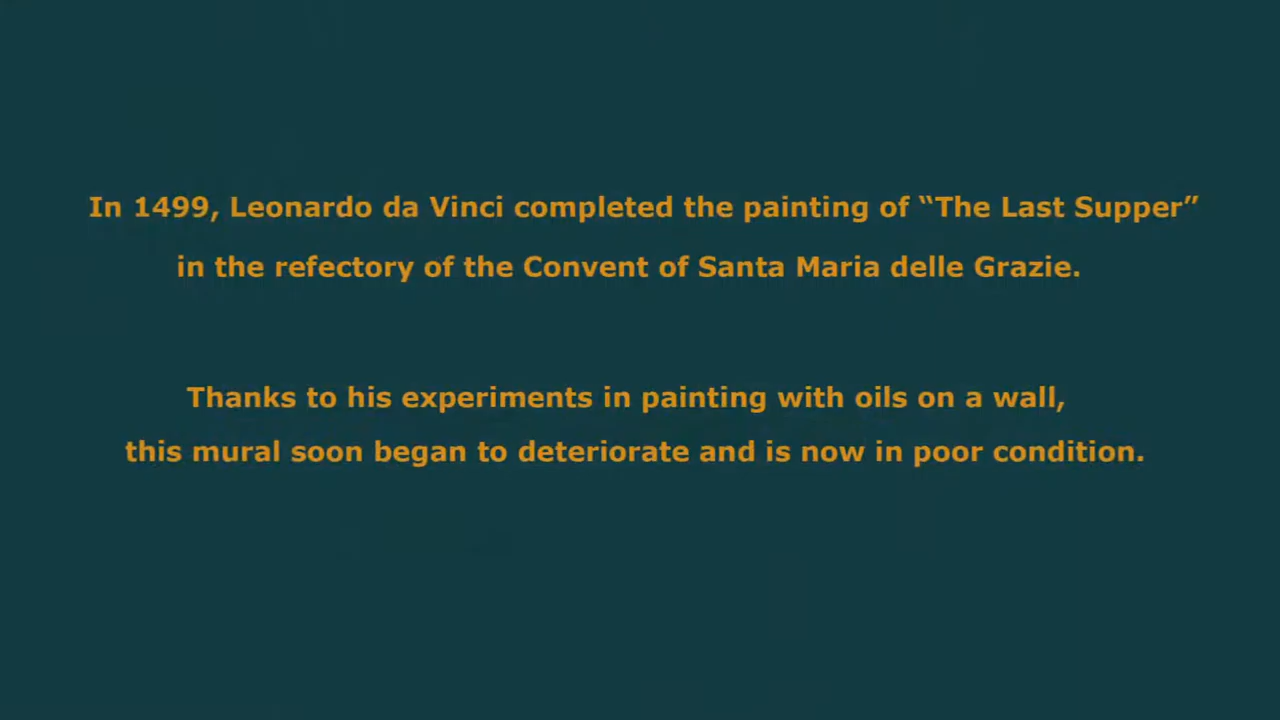 In 1499, Leonardo da Vinci completed the painting of “The Last Supper”
in the refectory of the Convent of Santa Maria delle Grazie.
Thanks to his experiments in painting with oils on a wall,
this mural soon began to deteriorate and is now in poor condition.